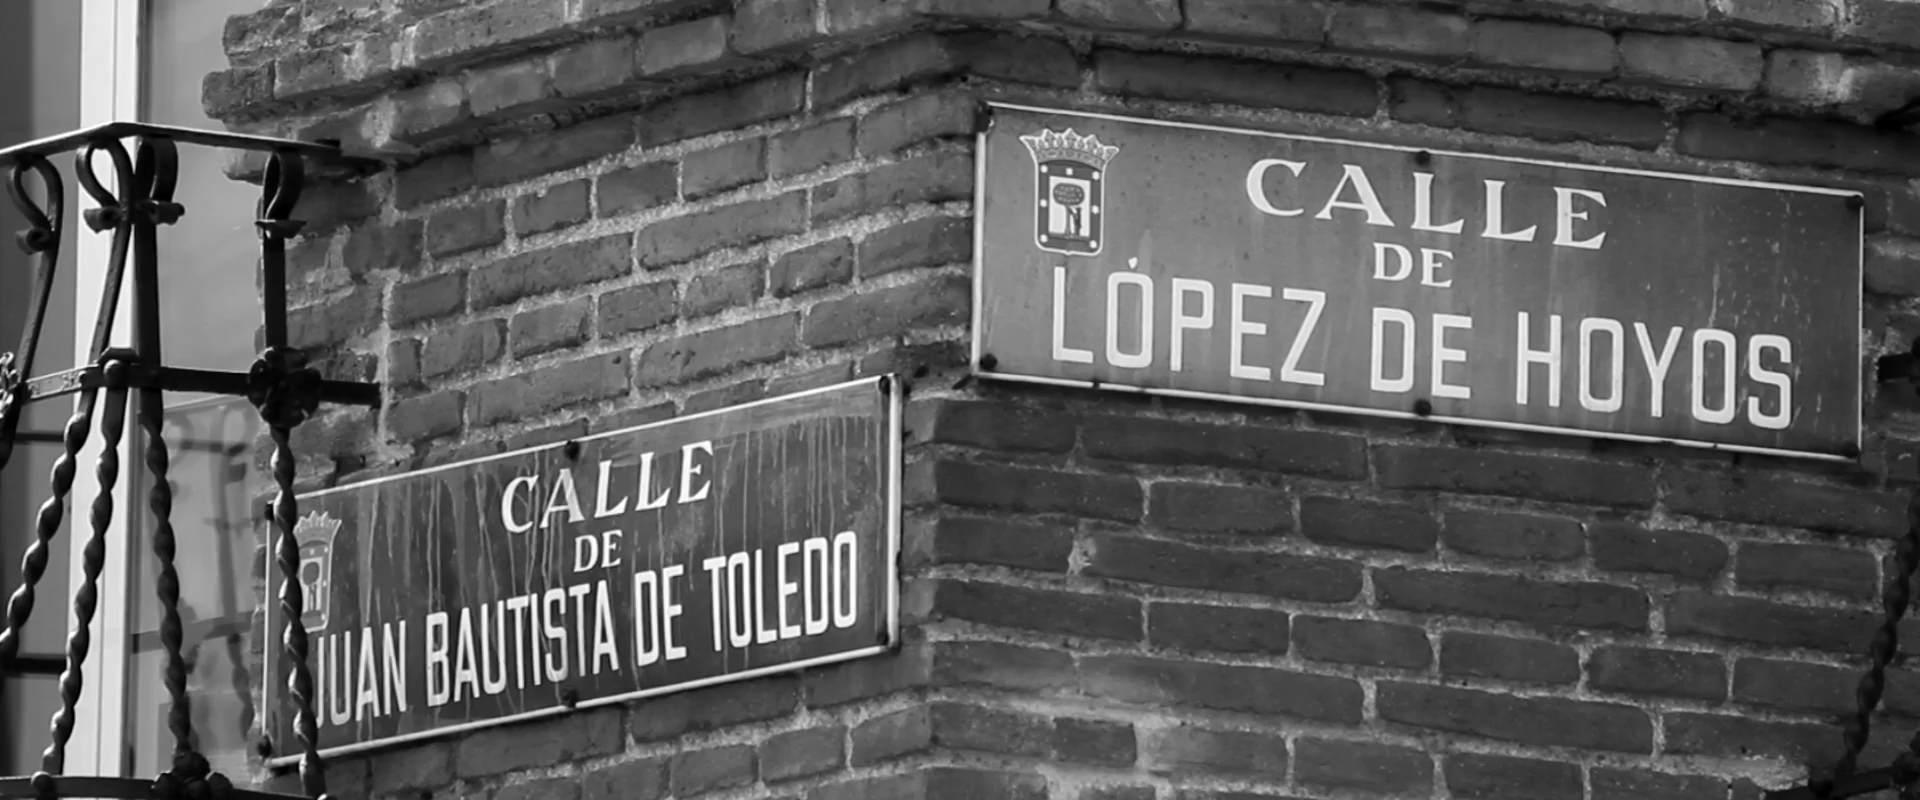 CALLE
DE
JUAN BAUTISTA DE TOLEDO
CALLE
DE
LÓPEZ DE HOYOS